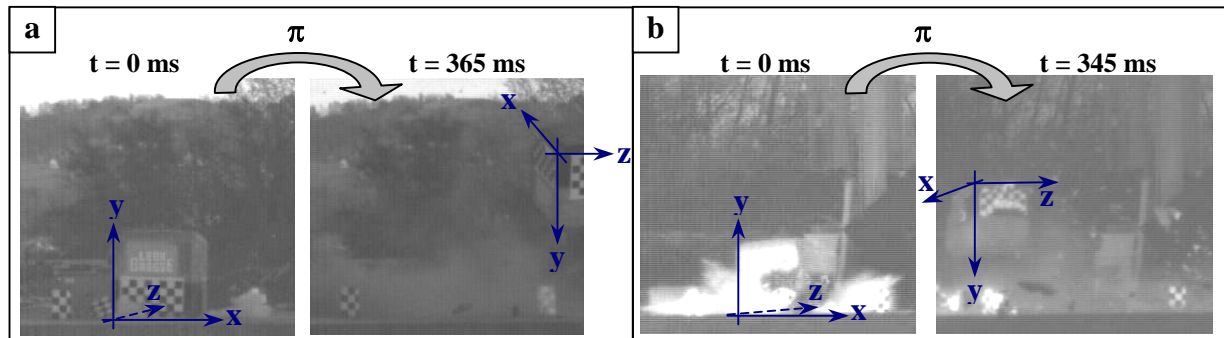 a
π
t = 0 ms
t = 365 ms
y
z
x
x
z
y
b
π
t = 0 ms
t = 345 ms
y
z
x
x
z
y